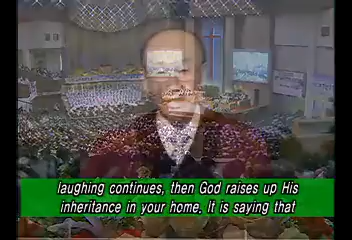 laughing continues, then God raises up His
inheritance in your home. It is saying that